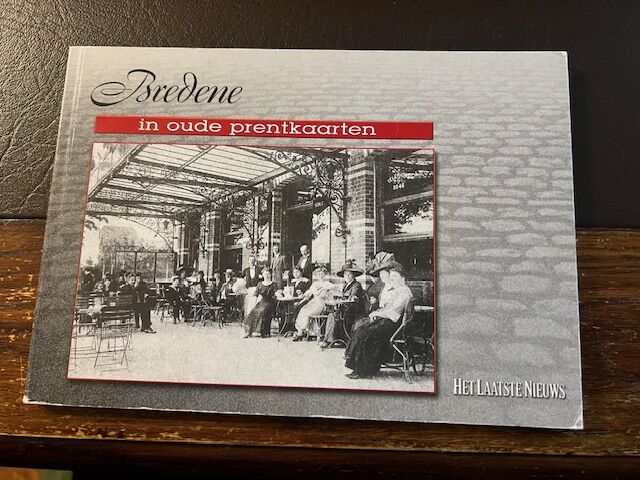 Bredene
in oude prentkaarten
HET LAATSTE NIEUWS